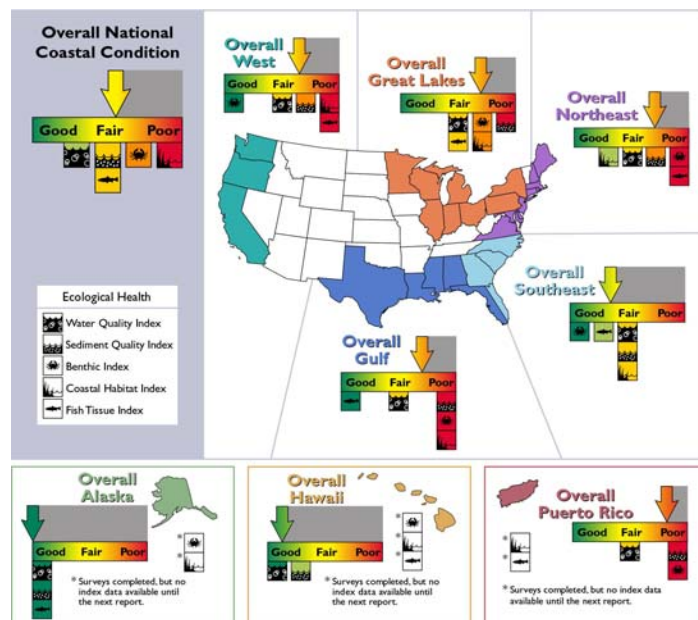 Overall National
Coastal Condition
Good Fair Poor
Ecological Health
Water Quality Index
Sediment Quality Index
Benthic Index
Coastal Habitat Index
Fish Tissue Index
Overall
West
Good Fair Poor
Overall
Great Lakes
Good Fair Poor
Overall
Northeast
Good Fair Poor
Overall
Southeast
Good Fair Poor
Overall
Gulf
Good Fair Poor
Overall
Alaska
Good Fair Poor
*
*
* Surveys completed, but no
index data available until
the next report.
Overall
Hawaii
Good Fair Poor
*
*
*
* Surveys completed, but no
index data available until
the next report.
Overall
Puerto Rico
Good Fair Poor
*
*
* Surveys completed, but no index data
available until the next report.